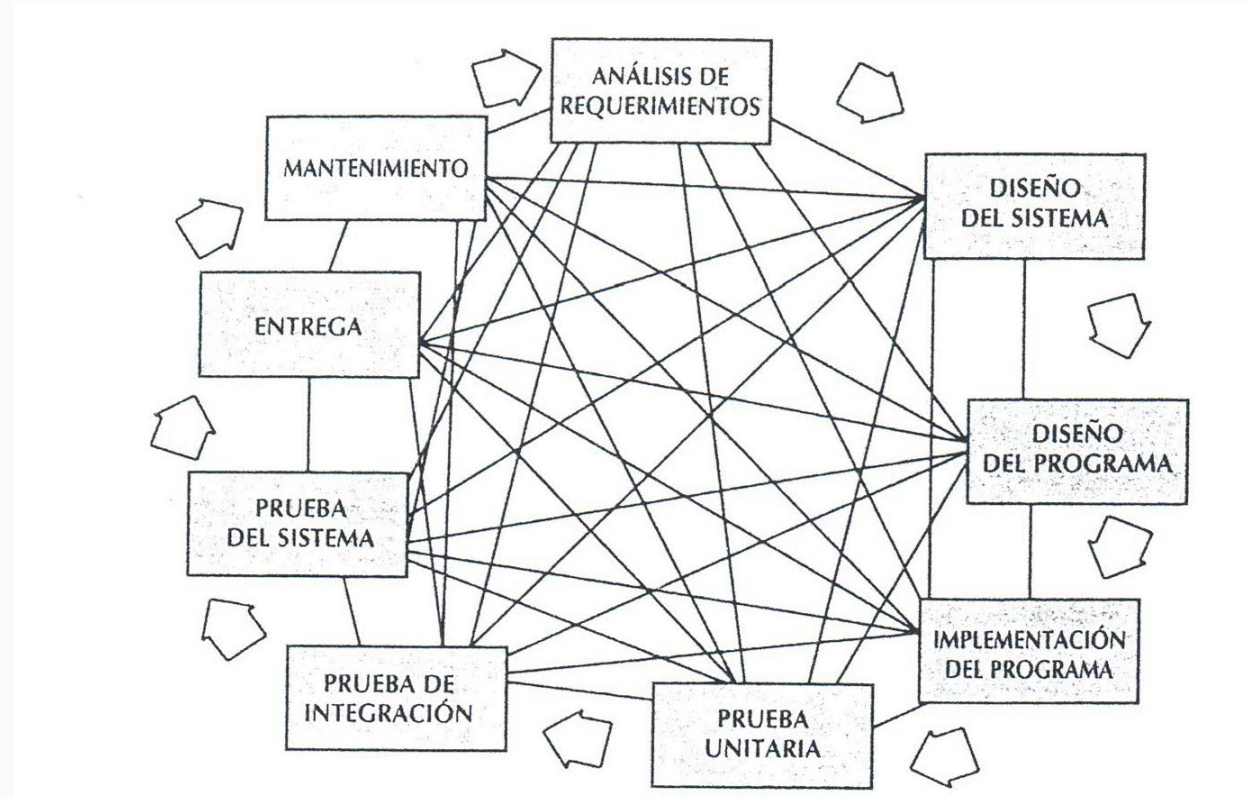 ANÁLISIS DE
REQUERIMIENTOS
MANTENIMIENTO
DISEÑO
DEL SISTEMA
ENTREGA
DISEÑO
DEL PROGRAMA
PRUEBA
DEL SISTEMA
IMPLEMENTACIÓN
DEL PROGRAMA
PRUEBA DE
INTEGRACIÓN
PRUEBA
UNITARIA